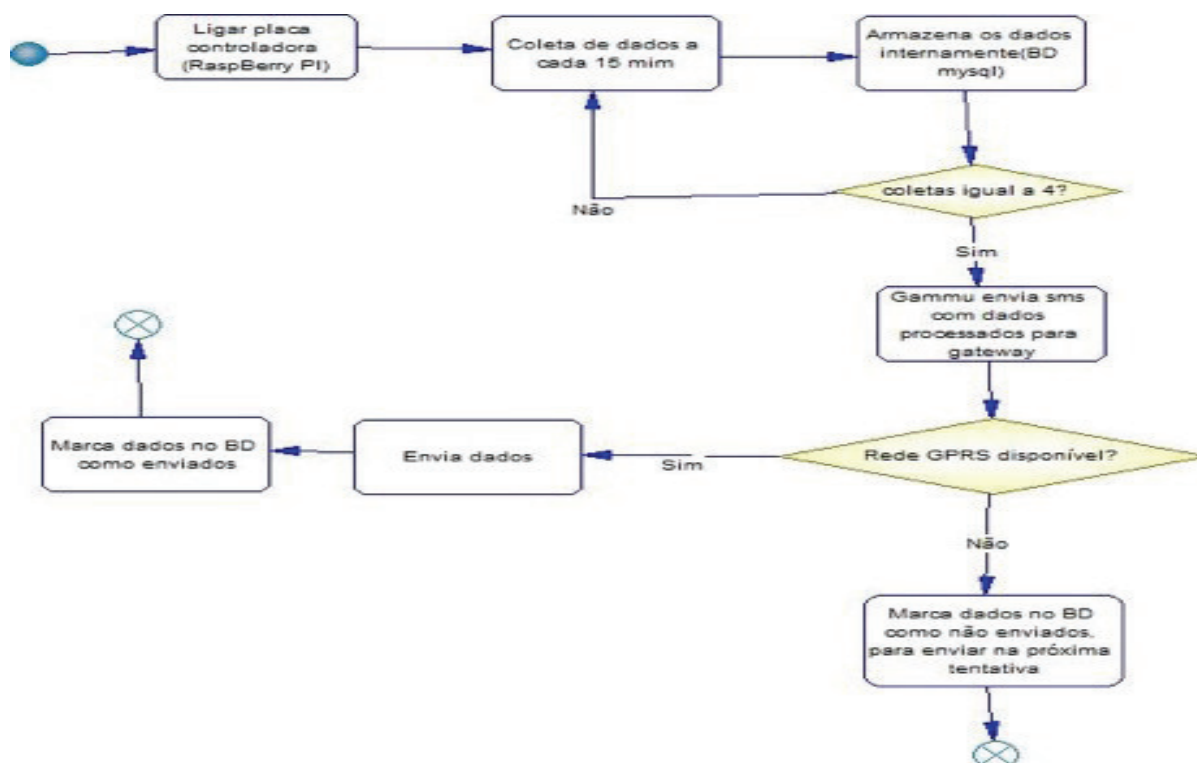 Ligar placa
controladora
(RaspBerry PI)
Coleta de dados a
cada 15 mim
Armazena os dados
internamente(BD
mysql)
coletas igual a 4?
Não
Sim
Gammu envia sms
com dados
processados para
gateway
Rede GPRS disponível?
Sim
Envia dados
Marca dados no BD
como enviados
Não
Marca dados no BD
como não enviados,
para enviar na próxima
tentativa